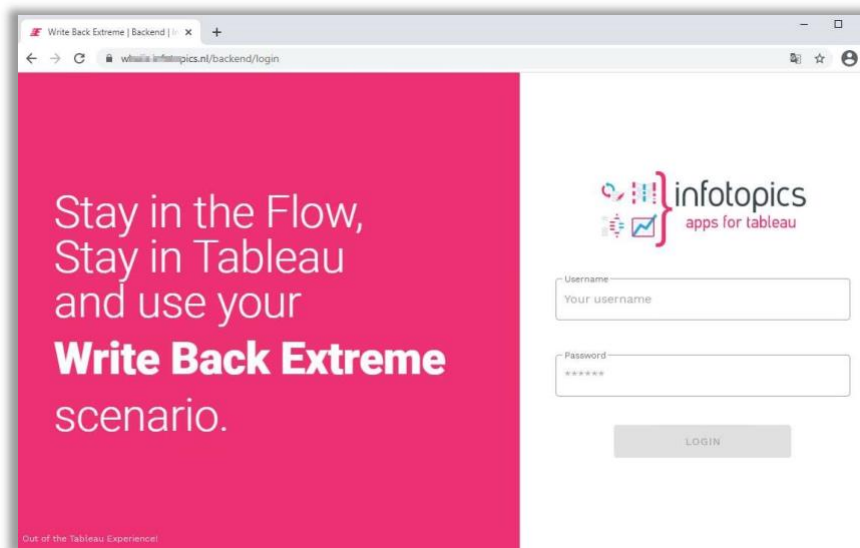 Write Back Extreme | Backend | I
pics.nl/backend/login
Stay in the Flow,
Stay in Tableau
and use your
Write Back Extreme
scenario.
Out of the Tableau Experience!
infotopics
apps for tableau
Username
Your username
Password
******
LOGIN